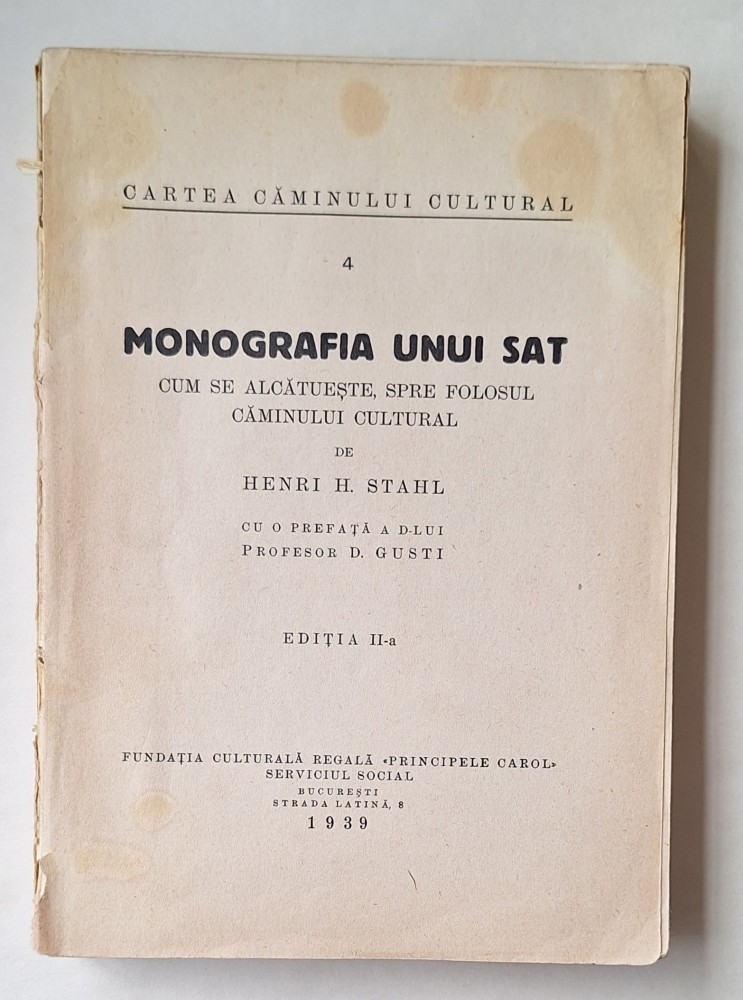 CARTEA CĂMINULUI CULTURAL
4
MONOGRAFIA UNUI SAT
CUM SE ALCĂTUEȘTE, SPRE FOLOSUL
CĂMINULUI CULTURAL
DE
HENRI H. STAHL
CU O PREFAȚĂ A D-LUI
PROFESOR D. GUSTI
EDIȚIA II-a
FUNDAȚIA CULTURALĂ REGALĂ «PRINCIPELE CAROL»
SERVICIUL SOCIAL
BUCUREȘTI
STRADA LATINĂ, 8
1939